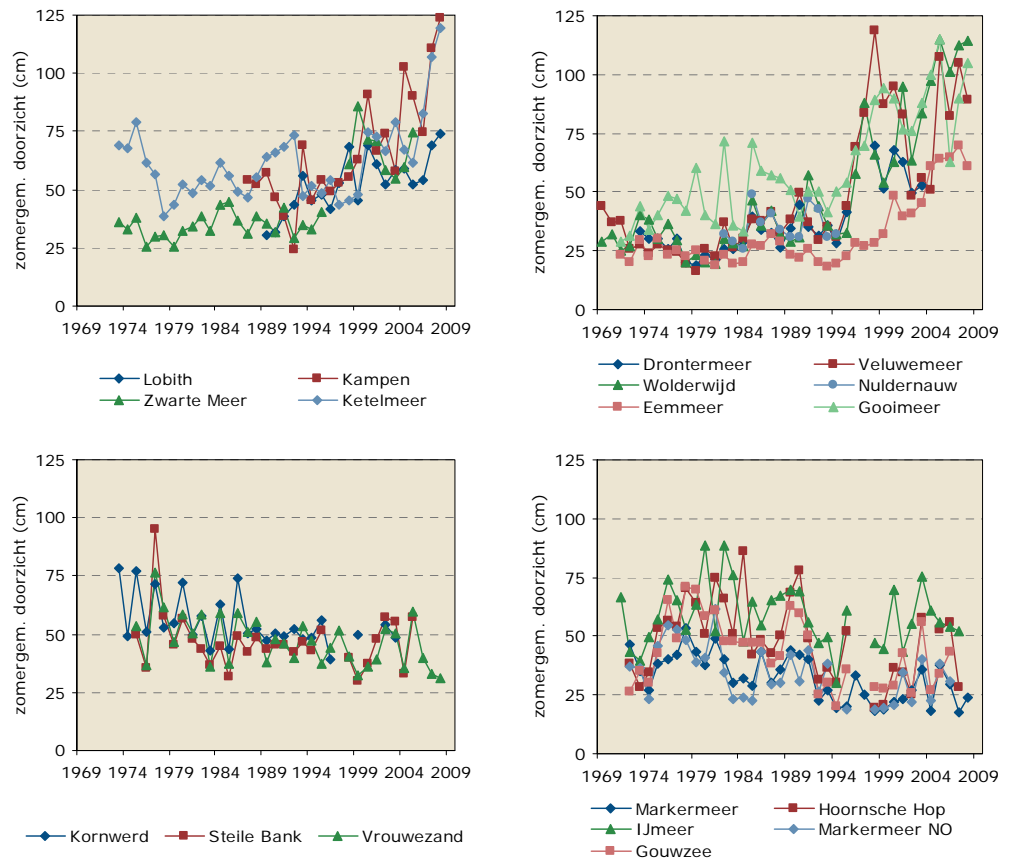 zomergem. doorzicht (cm)
125
100
75
50
25
0
1969 1974 1979 1984 1989 1994 1999 2004 2009
Lobith Kampen
Zwarte Meer Ketelmeer
zomergem. doorzicht (cm)
125
100
75
50
25
0
1969 1974 1979 1984 1989 1994 1999 2004 2009
Drontermeer Veluwemeer
Wolderwijd Nuldernauw
Eemmeer Gooimeer
zomergem. doorzicht (cm)
125
100
75
50
25
0
1969 1974 1979 1984 1989 1994 1999 2004 2009
Kornwerd Steile Bank Vrouwezand
zomergem. doorzicht (cm)
125
100
75
50
25
0
1969 1974 1979 1984 1989 1994 1999 2004 2009
Markermeer Hoornsche Hop
IJmeer Markermeer NO
Gouwzee